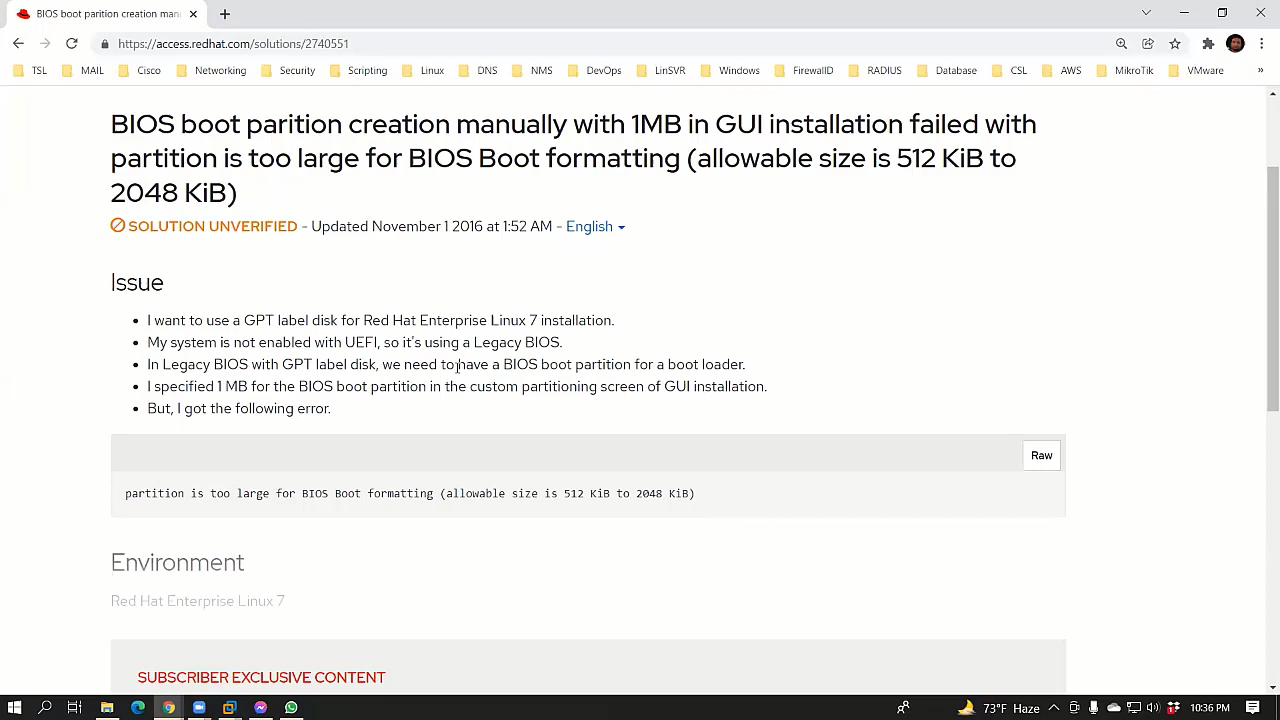 BIOS boot parition creation man
https://access.redhat.com/solutions/2740551
TSL MAIL Cisco Networking Security Scripting Linux DNS NMS DevOps LinSVR Windows FirewallD RADIUS Database CSL AWS MikroTik VMware »
BIOS boot parition creation manually with 1MB in GUI installation failed with
partition is too large for BIOS Boot formatting (allowable size is 512 KiB to
2048 KiB)
SOLUTION UNVERIFIED - Updated November 1 2016 at 1:52 AM - English
Issue
• I want to use a GPT label disk for Red Hat Enterprise Linux 7 installation.
• My system is not enabled with UEFI, so it's using a Legacy BIOS.
• In Legacy BIOS with GPT label disk, we need to have a BIOS boot partition for a boot loader.
• I specified 1 MB for the BIOS boot partition in the custom partitioning screen of GUI installation.
• But, I got the following error.
Raw
partition is too large for BIOS Boot formatting (allowable size is 512 KiB to 2048 KiB)
Environment
Red Hat Enterprise Linux 7
SUBSCRIBER EXCLUSIVE CONTENT
73°F Haze 10:36 PM